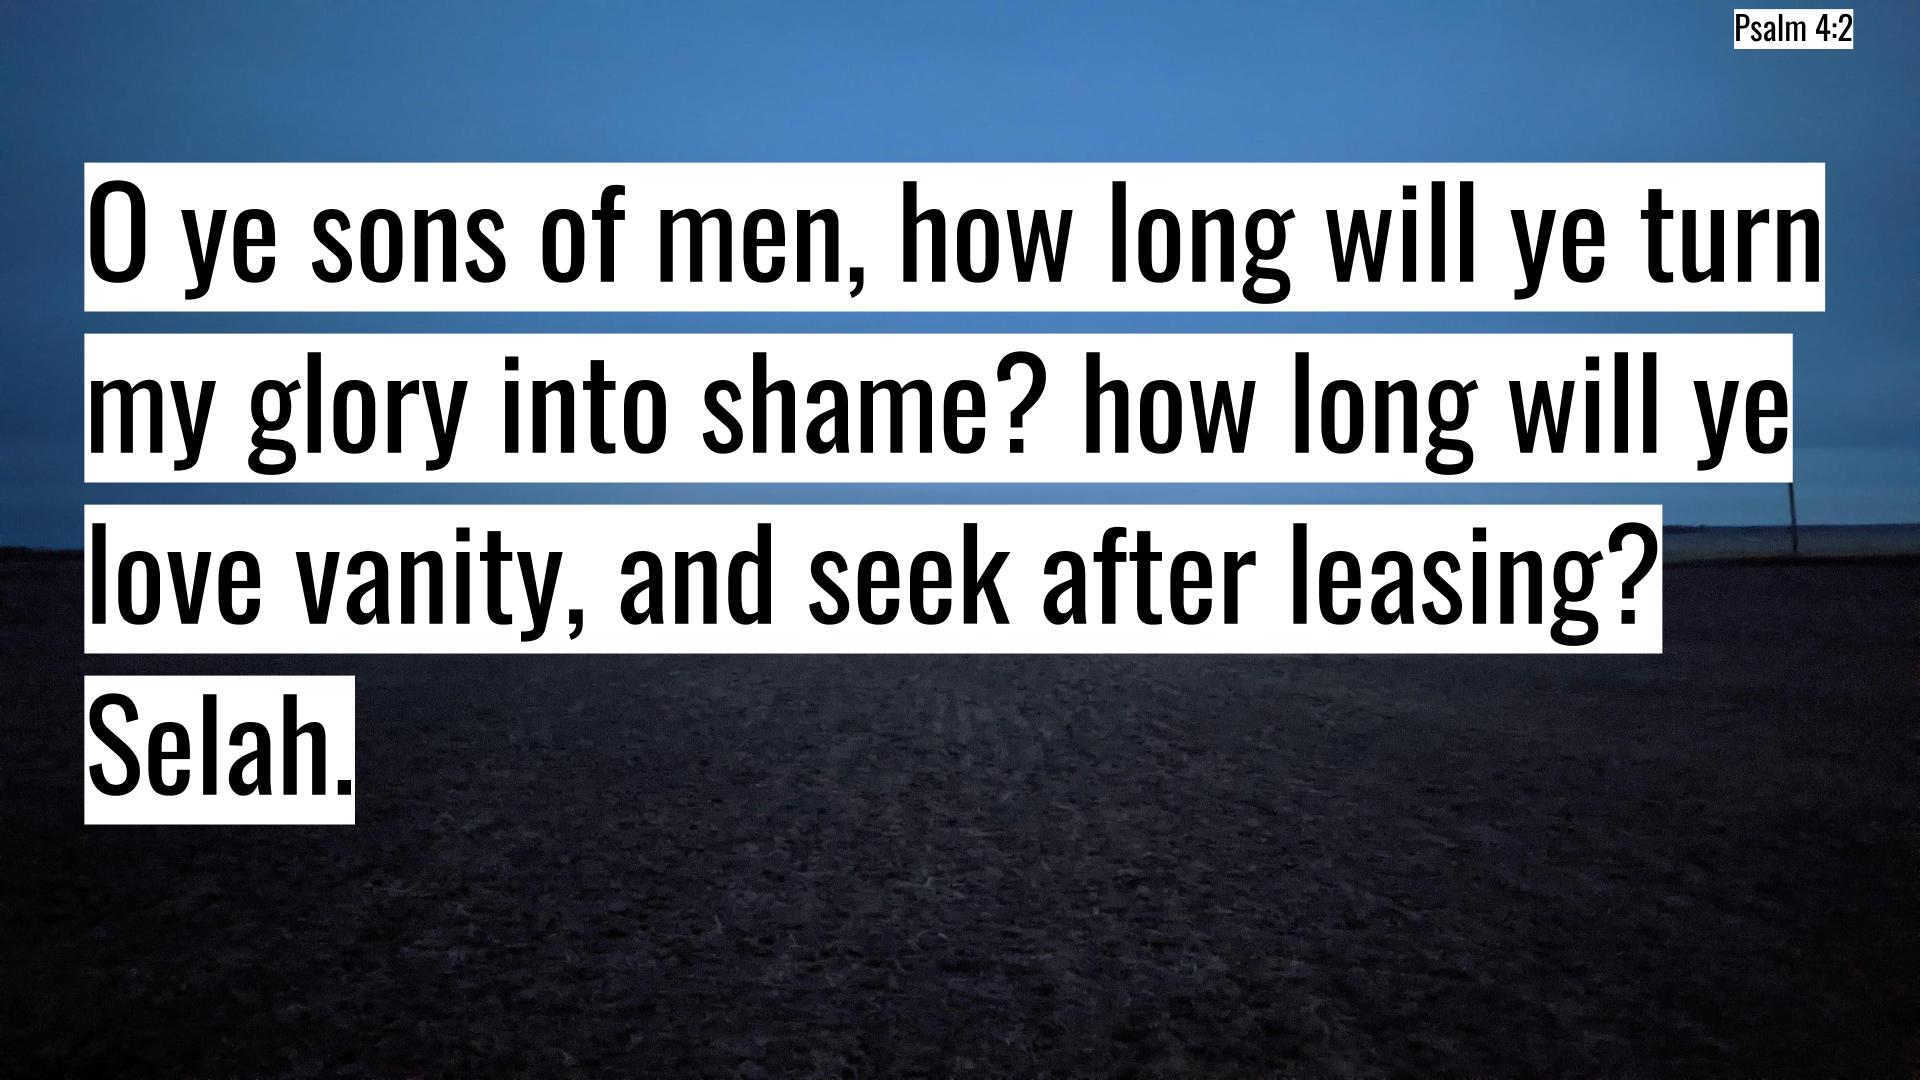 Psalm 4:2
O ye sons of men, how long will ye turn
my glory into shame? how long will ye
love vanity, and seek after leasing?
Selah.